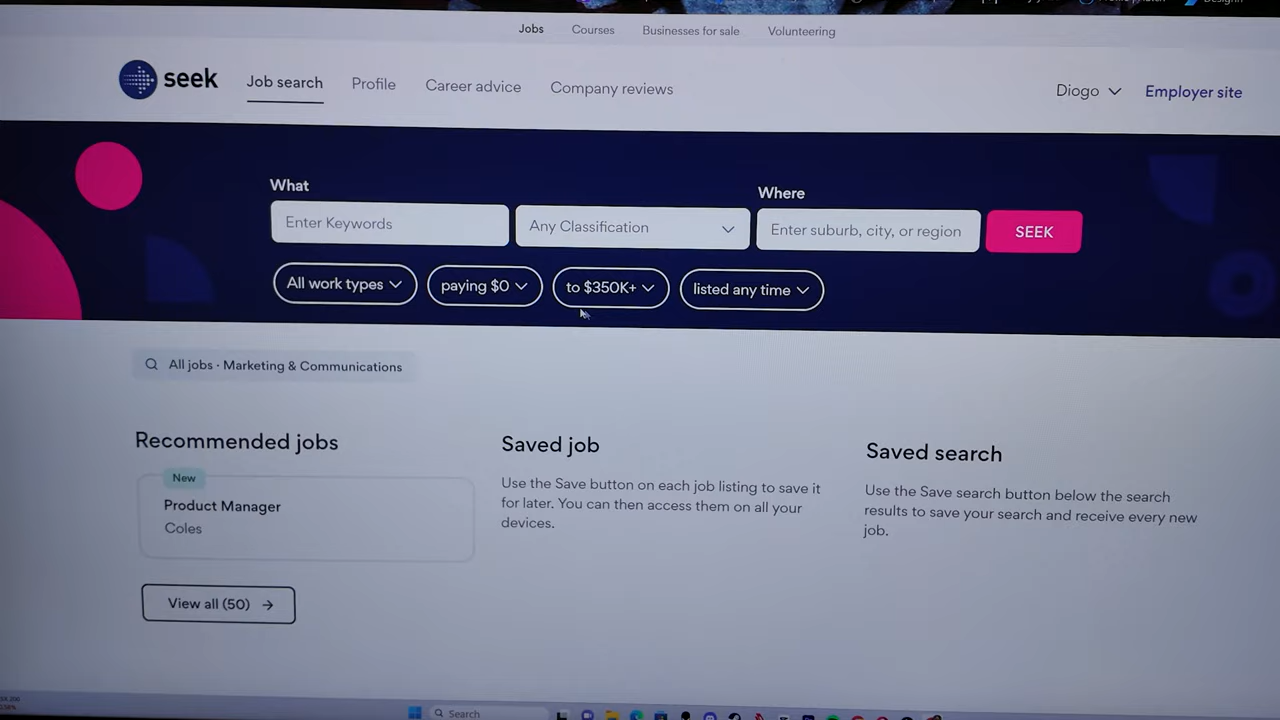 Jobs
Courses
Businesses for sale
Volunteering
seek
Job search
Profile
Career advice
Company reviews
Diogo
Employer site
What
Where
Enter Keywords
Any Classification
Enter suburb, city, or region
SEEK
All work types
paying $0
to $350K+
listed any time
All jobs · Marketing & Communications
Recommended jobs
New
Product Manager
Coles
View all (50) →
Saved job
Use the Save button on each job listing to save it
for later. You can then access them on all your
devices.
Saved search
Use the Save search button below the search
results to save your search and receive every new
job.
Search